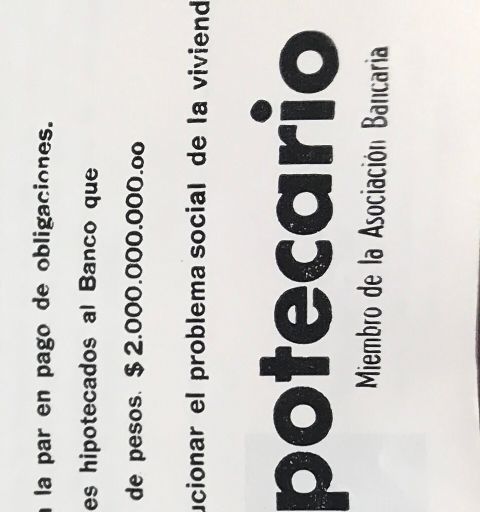 la par en pago de obligaciones.
es hipotecados al Banco que
de pesos. $ 2.000.000.000.oo
ucionar el problema social de la viviend
potecario
Miembro de la Asociación Bancaria